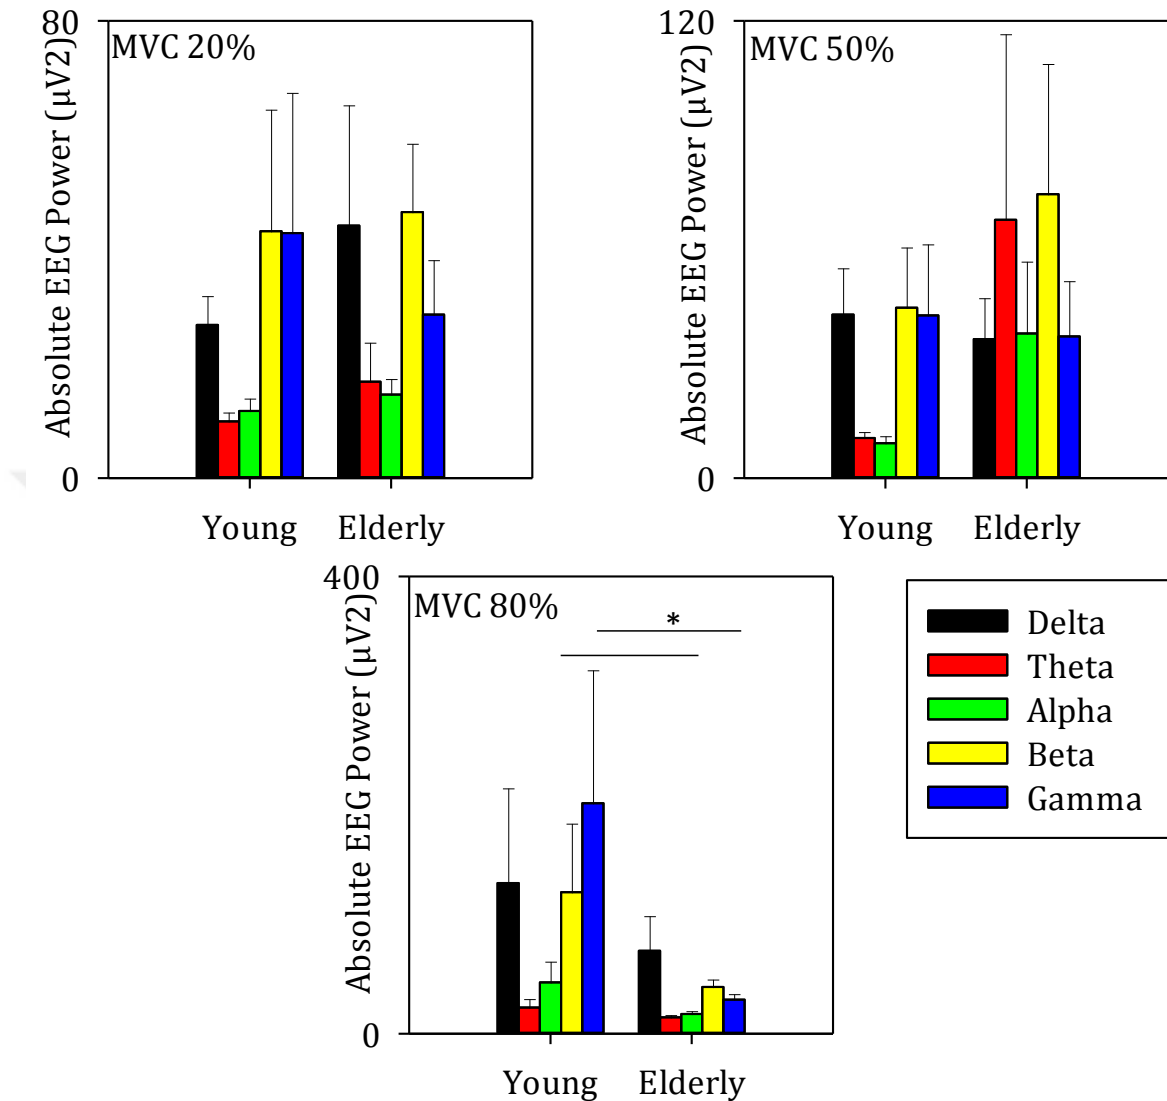 80
MVC 20%
Absolute EEG Power (µV2)
0
Young
Elderly
120
MVC 50%
Absolute EEG Power (µV2)
0
Young
Elderly
400
MVC 80%
*
Absolute EEG Power (µV2)
0
Young
Elderly
Delta
Theta
Alpha
Beta
Gamma